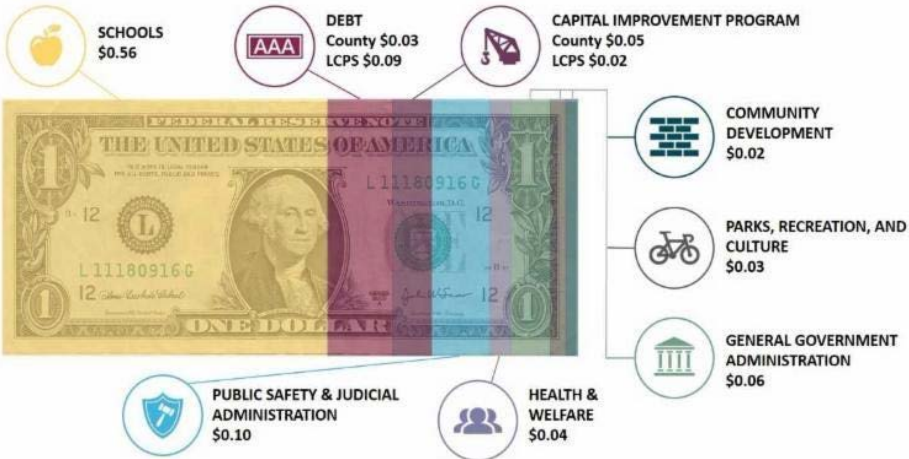 SCHOOLS
$0.56
DEBT
County $0.03
LCPS $0.09
AAA
CAPITAL IMPROVEMENT PROGRAM
County $0.05
LCPS $0.02
FEDERAL RESERVE NOTE
THE UNITED STATES OF AMERICA
L 11180916 G
WASHINGTON, D.C.
12
12
L
L 11180916 G
12
12
1
1
1
1
ONE DOLLAR
COMMUNITY
DEVELOPMENT
$0.02
PARKS, RECREATION, AND
CULTURE
$0.03
GENERAL GOVERNMENT
ADMINISTRATION
$0.06
PUBLIC SAFETY & JUDICIAL
ADMINISTRATION
$0.10
HEALTH &
WELFARE
$0.04